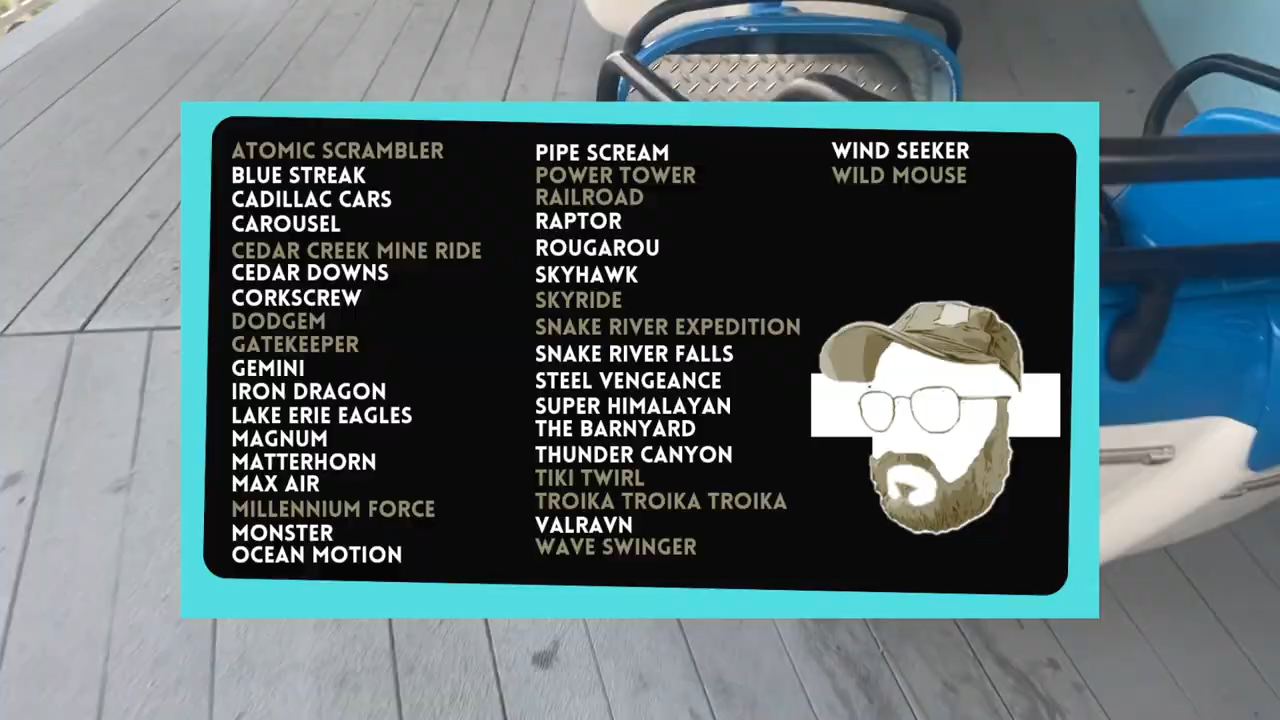 ATOMIC SCRAMBLER
BLUE STREAK
CADILLAC CARS
CAROUSEL
CEDAR CREEK MINE RIDE
CEDAR DOWNS
CORKSCREW
DODGEM
GATEKEEPER
GEMINI
IRON DRAGON
LAKE ERIE EAGLES
MAGNUM
MATTERHORN
MAX AIR
MILLENNIUM FORCE
MONSTER
OCEAN MOTION
PIPE SCREAM
POWER TOWER
RAILROAD
RAPTOR
ROUGAROU
SKYHAWK
SKYRIDE
SNAKE RIVER EXPEDITION
SNAKE RIVER FALLS
STEEL VENGEANCE
SUPER HIMALAYAN
THE BARNYARD
THUNDER CANYON
TIKI TWIRL
TROIKA TROIKA TROIKA
VALRAVN
WAVE SWINGER
WIND SEEKER
WILD MOUSE